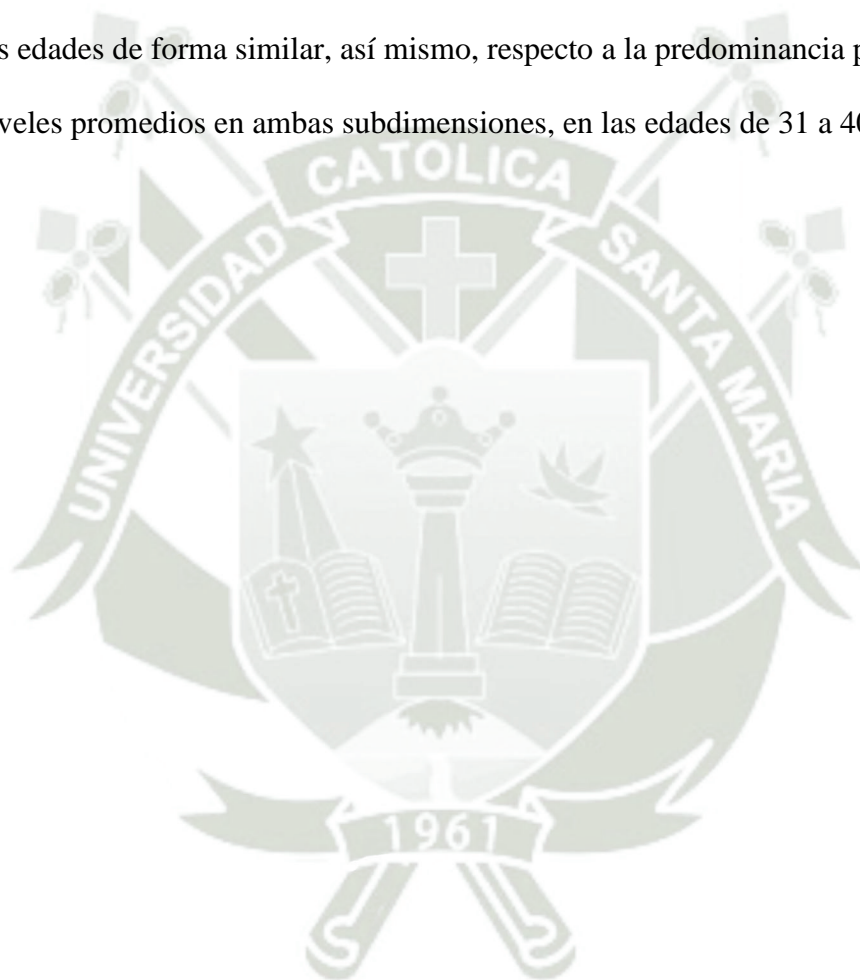 s edades de forma similar, así mismo, respecto a la predominancia p
veles promedios en ambas subdimensiones, en las edades de 31 a 40
UNIVERSIDAD CATOLICA SANTA MARIA
1961